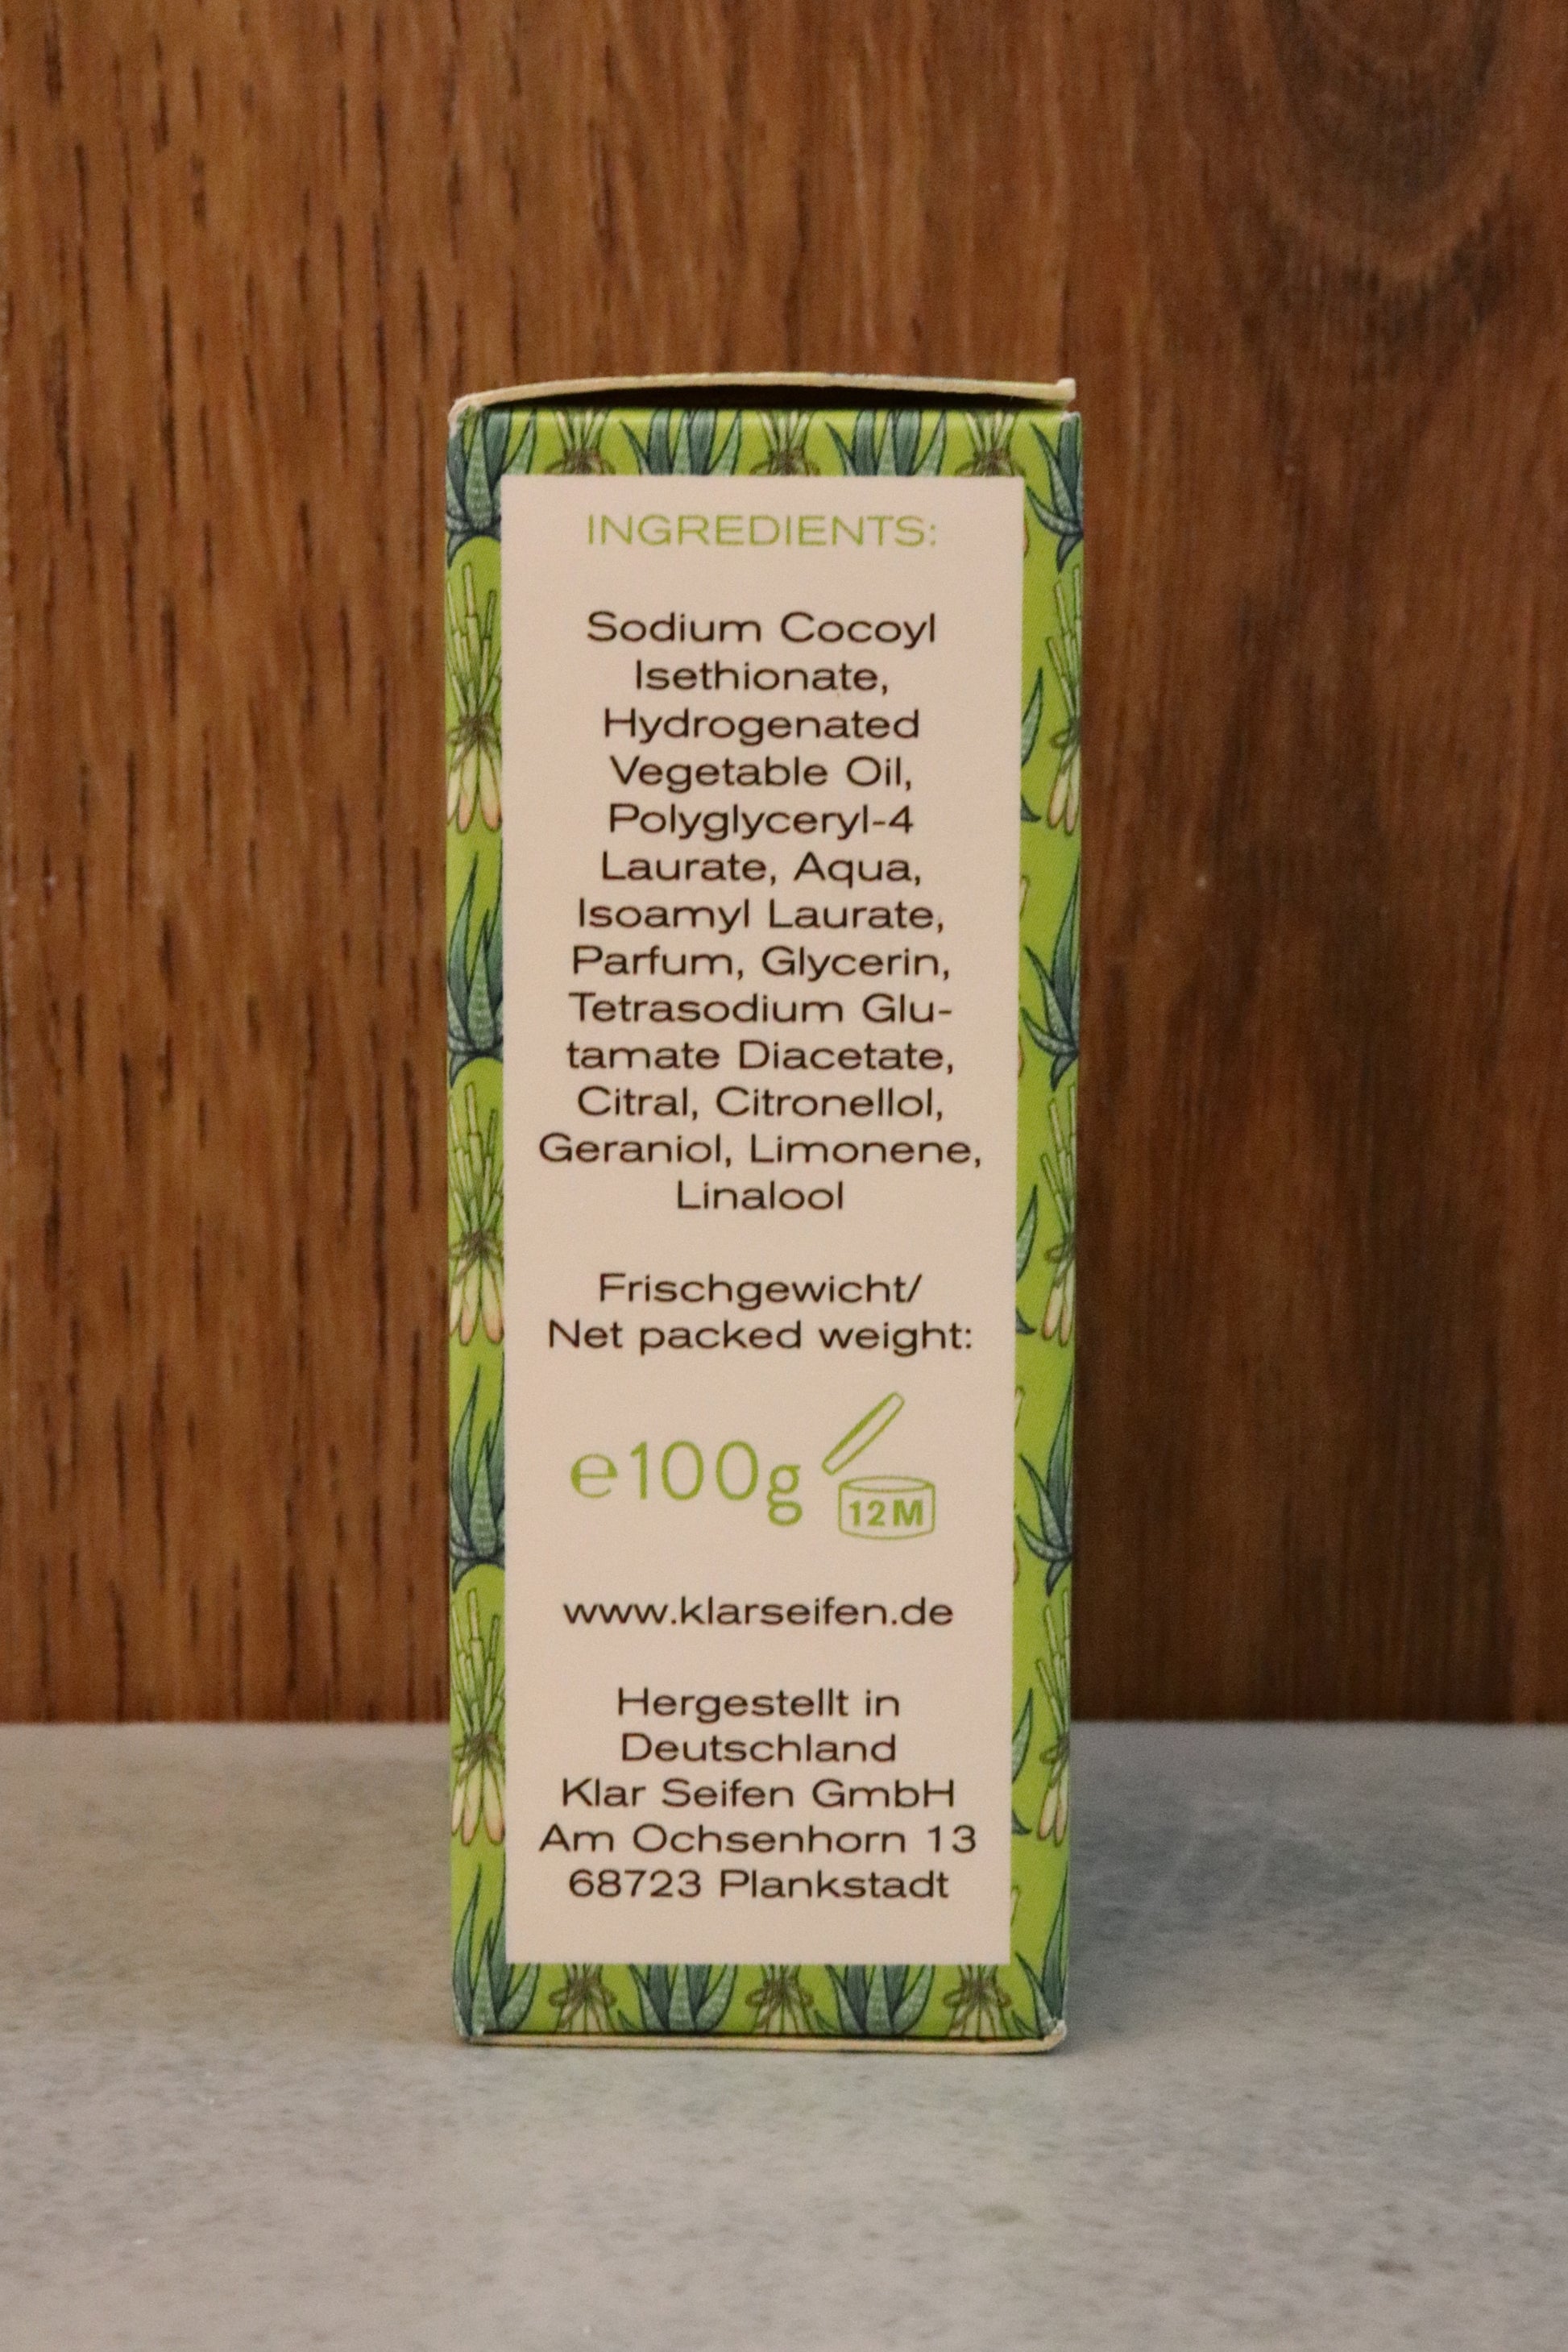 INGREDIENTS:
Sodium Cocoyl
Isethionate,
Hydrogenated
Vegetable Oil,
Polyglyceryl-4
Laurate, Aqua,
Isoamyl Laurate,
Parfum, Glycerin,
Tetrasodium Glu-
tamate Diacetate,
Citral, Citronellol,
Geraniol, Limonene,
Linalool
Frischgewicht/
Net packed weight:
℮100g
12M
www.klarseifen.de
Hergestellt in
Deutschland
Klar Seifen GmbH
Am Ochsenhorn 13
68723 Plankstadt